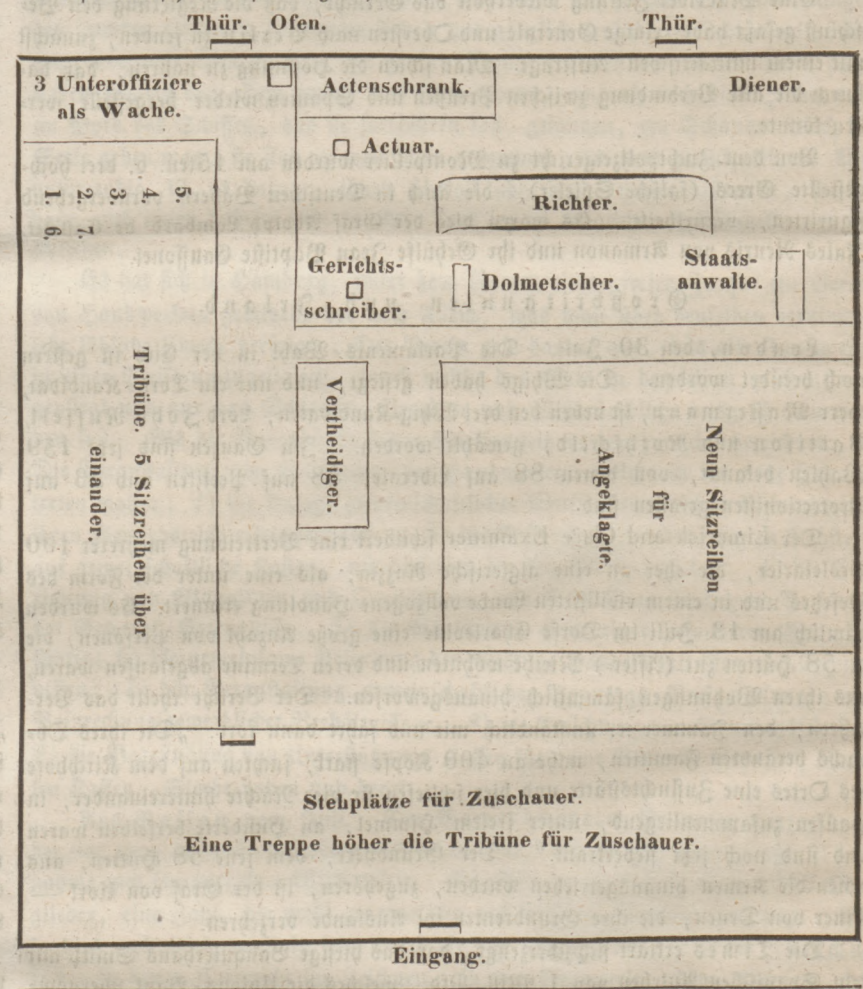 Thür. Ofen. Thür.
3 Unteroffiziere
als Wache.
Actenschrank.
Diener.
Actuar.
5.
4.
3.
2. 7.
1. 6.
Richter.
Gerichts-
schreiber.
Dolmetscher.
Staats-
anwalte.
Tribüne. 3 Sitzreihen über
einander.
Vertheidiger.
Neun Sitzreihen
für
Angeklagte.
Stehplätze für Zuschauer.
Eine Treppe höher die Tribüne für Zuschauer.
Eingang.